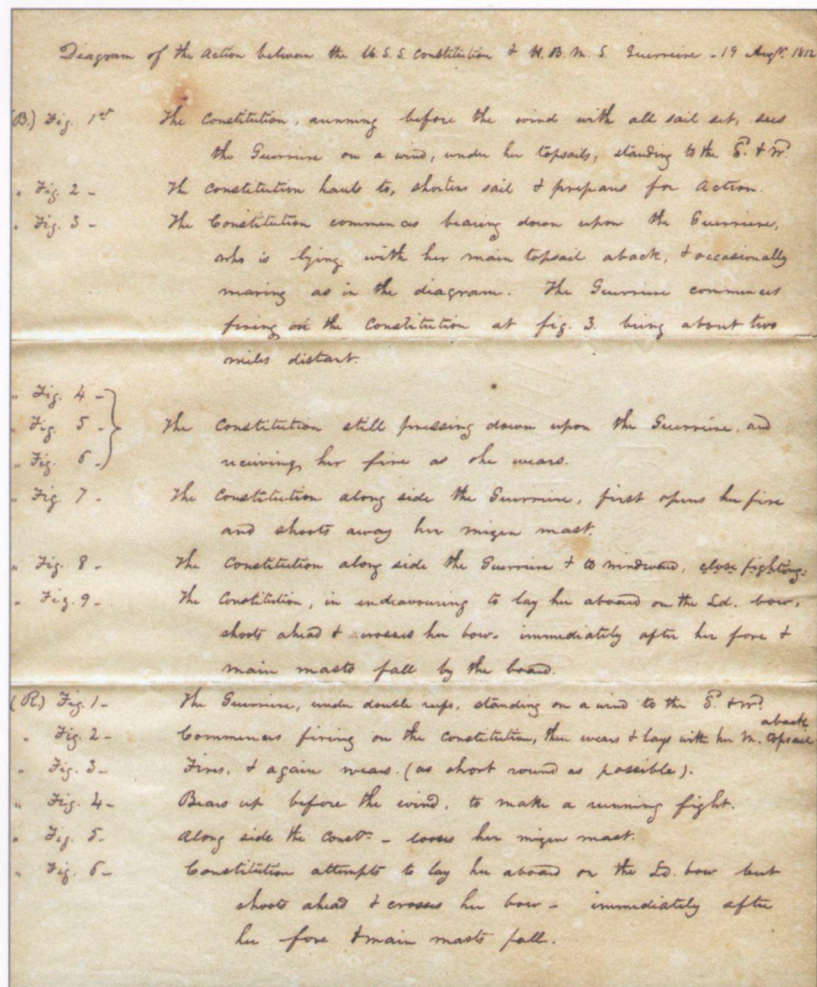 Diagram of the Action between the U.S.S Constitution & H.B.M S. Guerriere - 19 Augt. 1812
(B.) Fig. 1st The Constitution, running before the wind with all sail set, sees
the Guerriere on a wind, under her topsails, standing to the S. & W.
" Fig 2 - The Constitution hauls to, shortens sail & prepares for Action.
" Fig. 3 - The Constitution commences bearing down upon the Guerriere,
who is lying with her main topsail aback, & occasionally
wearing as in the diagram. The Guerriere commences
firing on the Constitution at fig. 3. being about two
miles distant.
" Fig. 4 -
" Fig. 5 - The Constitution still pressing down upon the Guerriere, and
" Fig. 6 - receiving her fire as she wears.
" Fig. 7 - The Constitution along side the Guerriere, first opens her fire
and shoots away her mizen mast.
" Fig. 8 - The Constitution along side the Guerriere & to windward, close fighting.
" Fig. 9 - The Constitution, in endeavouring to lay her aboard on the Ld. bow,
shoots ahead & crosses her bow. immediately after her fore &
main masts fall by the board.
(R.) Fig. 1 - The Guerriere, under double reefs, standing on a wind to the S. & W.
aback
" Fig. 2 - Commences firing on the Constitution, then wears & lays with her M. topsail
" Fig. 3 - Fires, & again wears. (as short round as possible).
" Fig. 4 - Bears up before the wind, to make a running fight.
" Fig. 5 - Along side the Constn. - looses her mizen mast.
" Fig. 6 - Constitution attempts to lay her aboard on the Ld. bow but
shoots ahead & crosses her bow - immediately after
her fore & main masts fall.